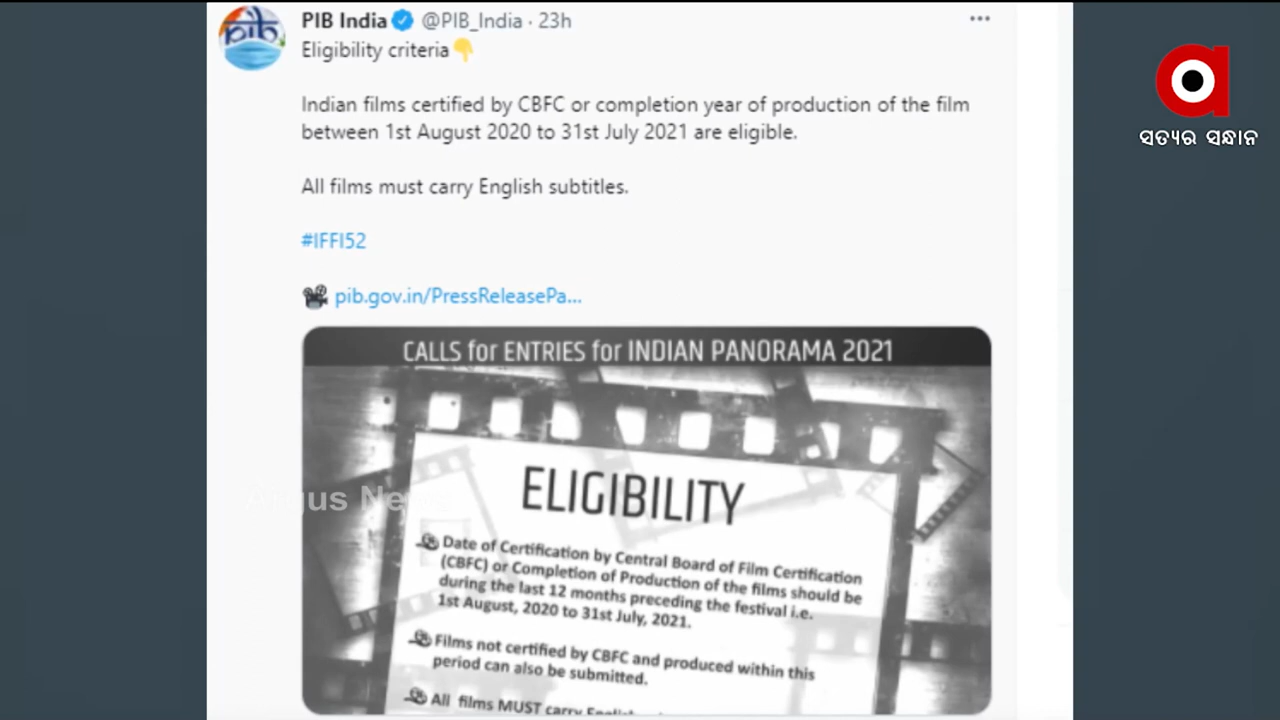 PIB India @PIB_India · 23h
Eligibility criteria
Indian films certified by CBFC or completion year of production of the film
between 1st August 2020 to 31st July 2021 are eligible.
All films must carry English subtitles.
#IFFI52
pib.gov.in/PressReleasePa...
CALLS for ENTRIES for INDIAN PANORAMA 2021
ELIGIBILITY
Date of Certification by Central Board of Film Certification
(CBFC) or Completion of Production of the films should be
during the last 12 months preceding the festival i.e.
1st August, 2020 to 31st July, 2021.
Films not certified by CBFC and produced within this
period can also be submitted.
All films MUST carry English
Argus News
ସତ୍ୟର ସନ୍ଧାନ
pib